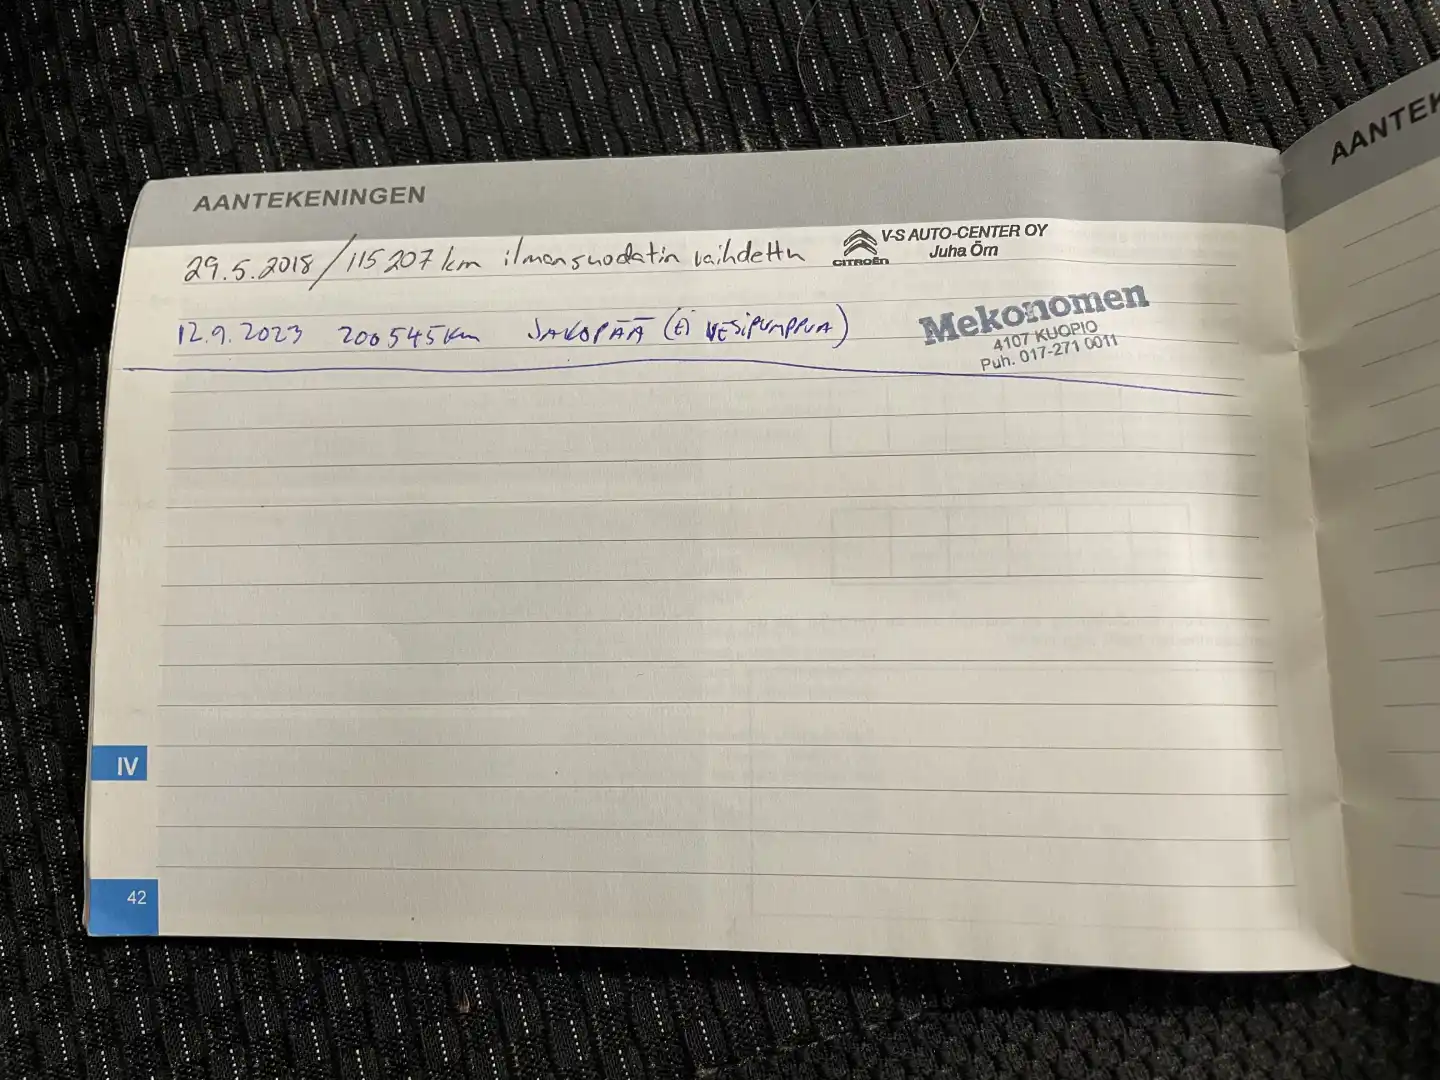 AANTEKENINGEN
29.5.2018 / 115 207 km ilmansuodatin vaihdettu
CITROËN
V-S AUTO-CENTER OY
Juha Örn
12.9.2023 200545 km JAKOPÄÄ (EI VESIPUMPPUA)
Mekonomen
4107 KUOPIO
Puh. 017-271 0011
IV
42
AANTEK